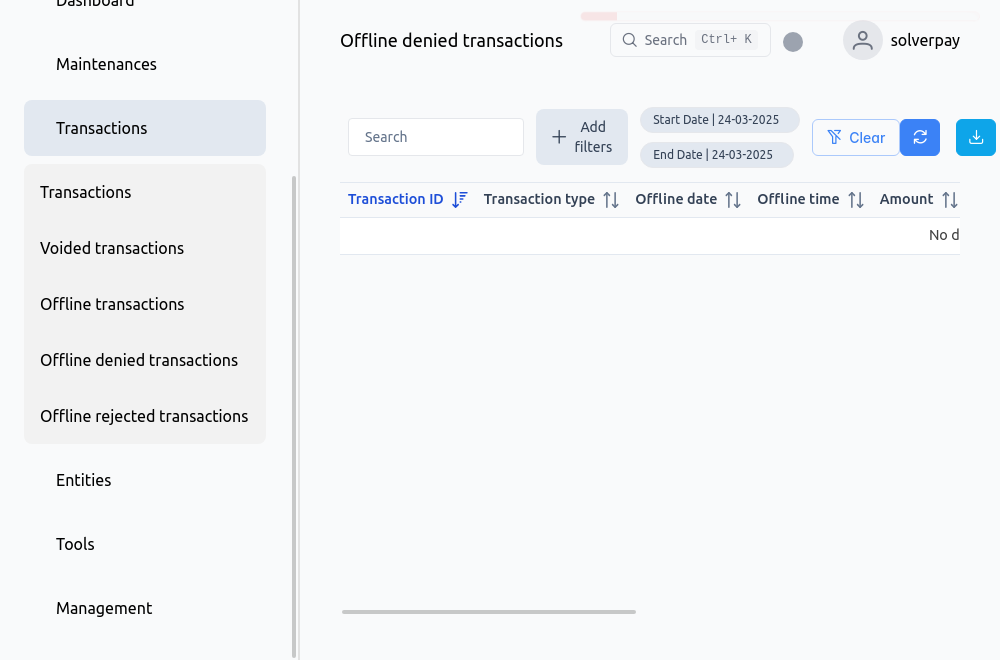 Dashboard
Maintenances
Transactions
Transactions
Voided transactions
Offline transactions
Offline denied transactions
Offline rejected transactions
Entities
Tools
Management
Offline denied transactions
Search Ctrl+ K
solverpay
Search
Add
filters
Start Date | 24-03-2025
End Date | 24-03-2025
Clear
Transaction ID Transaction type Offline date Offline time Amount
No d